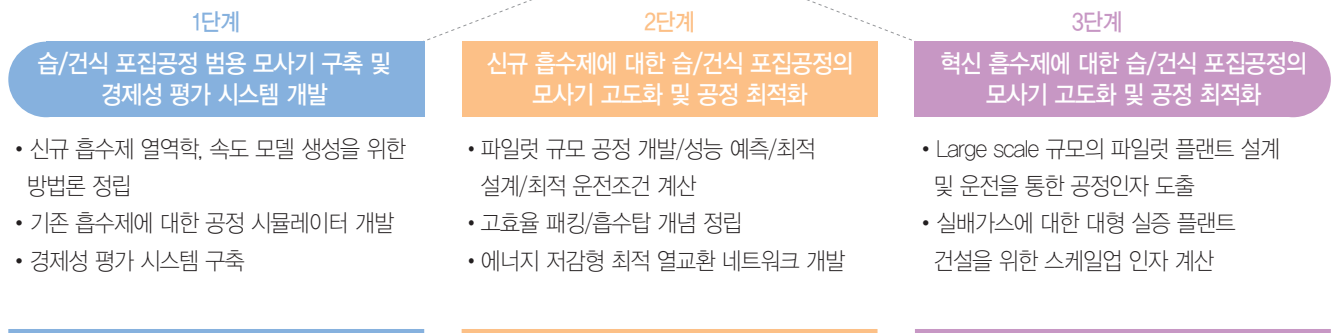 1단계
습/건식 포집공정 범용 모사기 구축 및
경제성 평가 시스템 개발
• 신규 흡수제 열역학, 속도 모델 생성을 위한
방법론 정립
• 기존 흡수제에 대한 공정 시뮬레이터 개발
• 경제성 평가 시스템 구축
2단계
신규 흡수제에 대한 습/건식 포집공정의
모사기 고도화 및 공정 최적화
• 파일럿 규모 공정 개발/성능 예측/최적
설계/최적 운전조건 계산
• 고효율 패킹/흡수탑 개념 정립
• 에너지 저감형 최적 열교환 네트워크 개발
3단계
혁신 흡수제에 대한 습/건식 포집공정의
모사기 고도화 및 공정 최적화
• Large scale 규모의 파일럿 플랜트 설계
및 운전을 통한 공정인자 도출
• 실배가스에 대한 대형 실증 플랜트
건설을 위한 스케일업 인자 계산